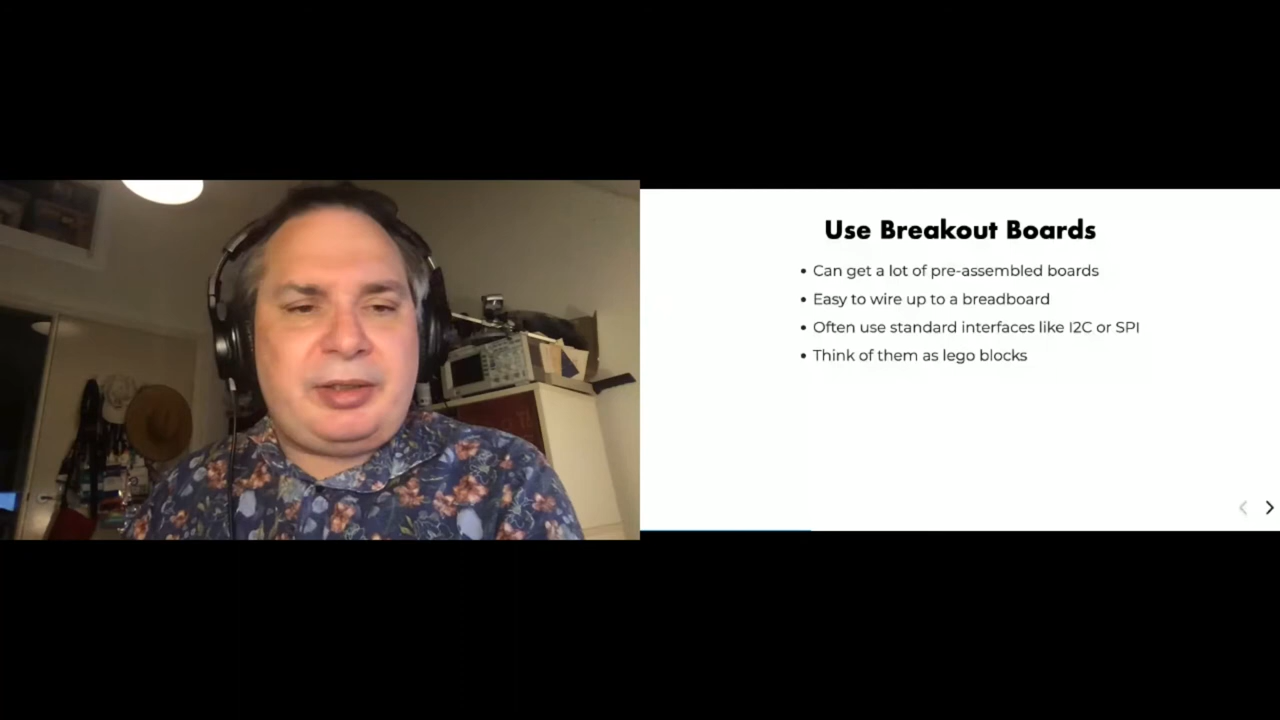 Use Breakout Boards
Can get a lot of pre-assembled boards
Easy to wire up to a breadboard
Often use standard interfaces like I2C or SPI
Think of them as lego blocks